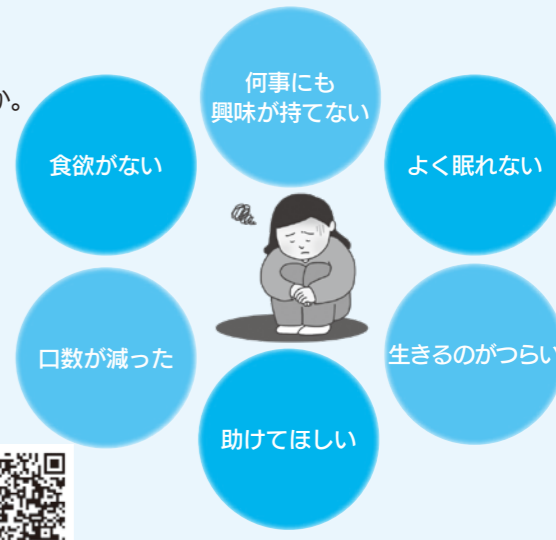 か。
何事にも
興味が持てない
食欲がない
よく眠れない
口数が減った
生きるのがつらい
助けてほしい